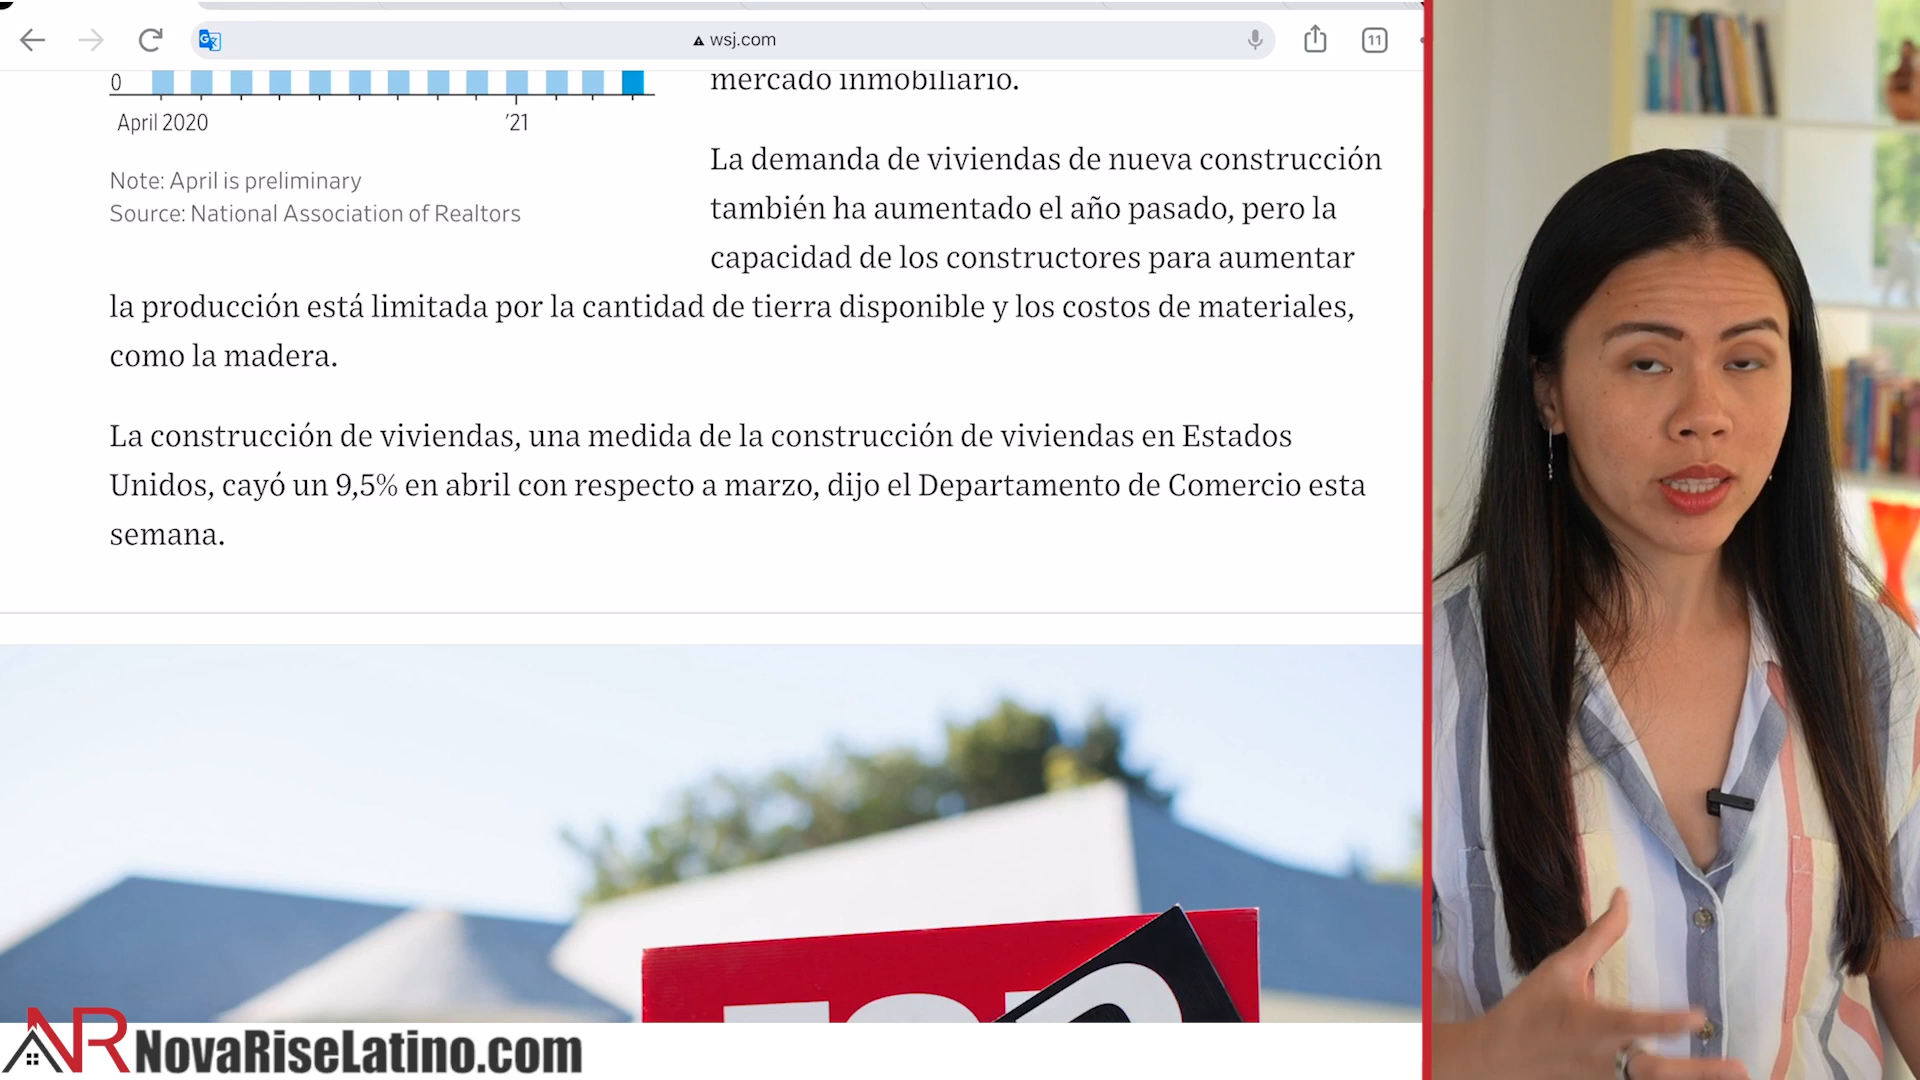 wsj.com
11
0
April 2020
'21
Note: April is preliminary
Source: National Association of Realtors
mercado inmobiliario.
La demanda de viviendas de nueva construcción
también ha aumentado el año pasado, pero la
capacidad de los constructores para aumentar
la producción está limitada por la cantidad de tierra disponible y los costos de materiales,
como la madera.
La construcción de viviendas, una medida de la construcción de viviendas en Estados
Unidos, cayó un 9,5% en abril con respecto a marzo, dijo el Departamento de Comercio esta
semana.
NR NovaRiseLatino.com